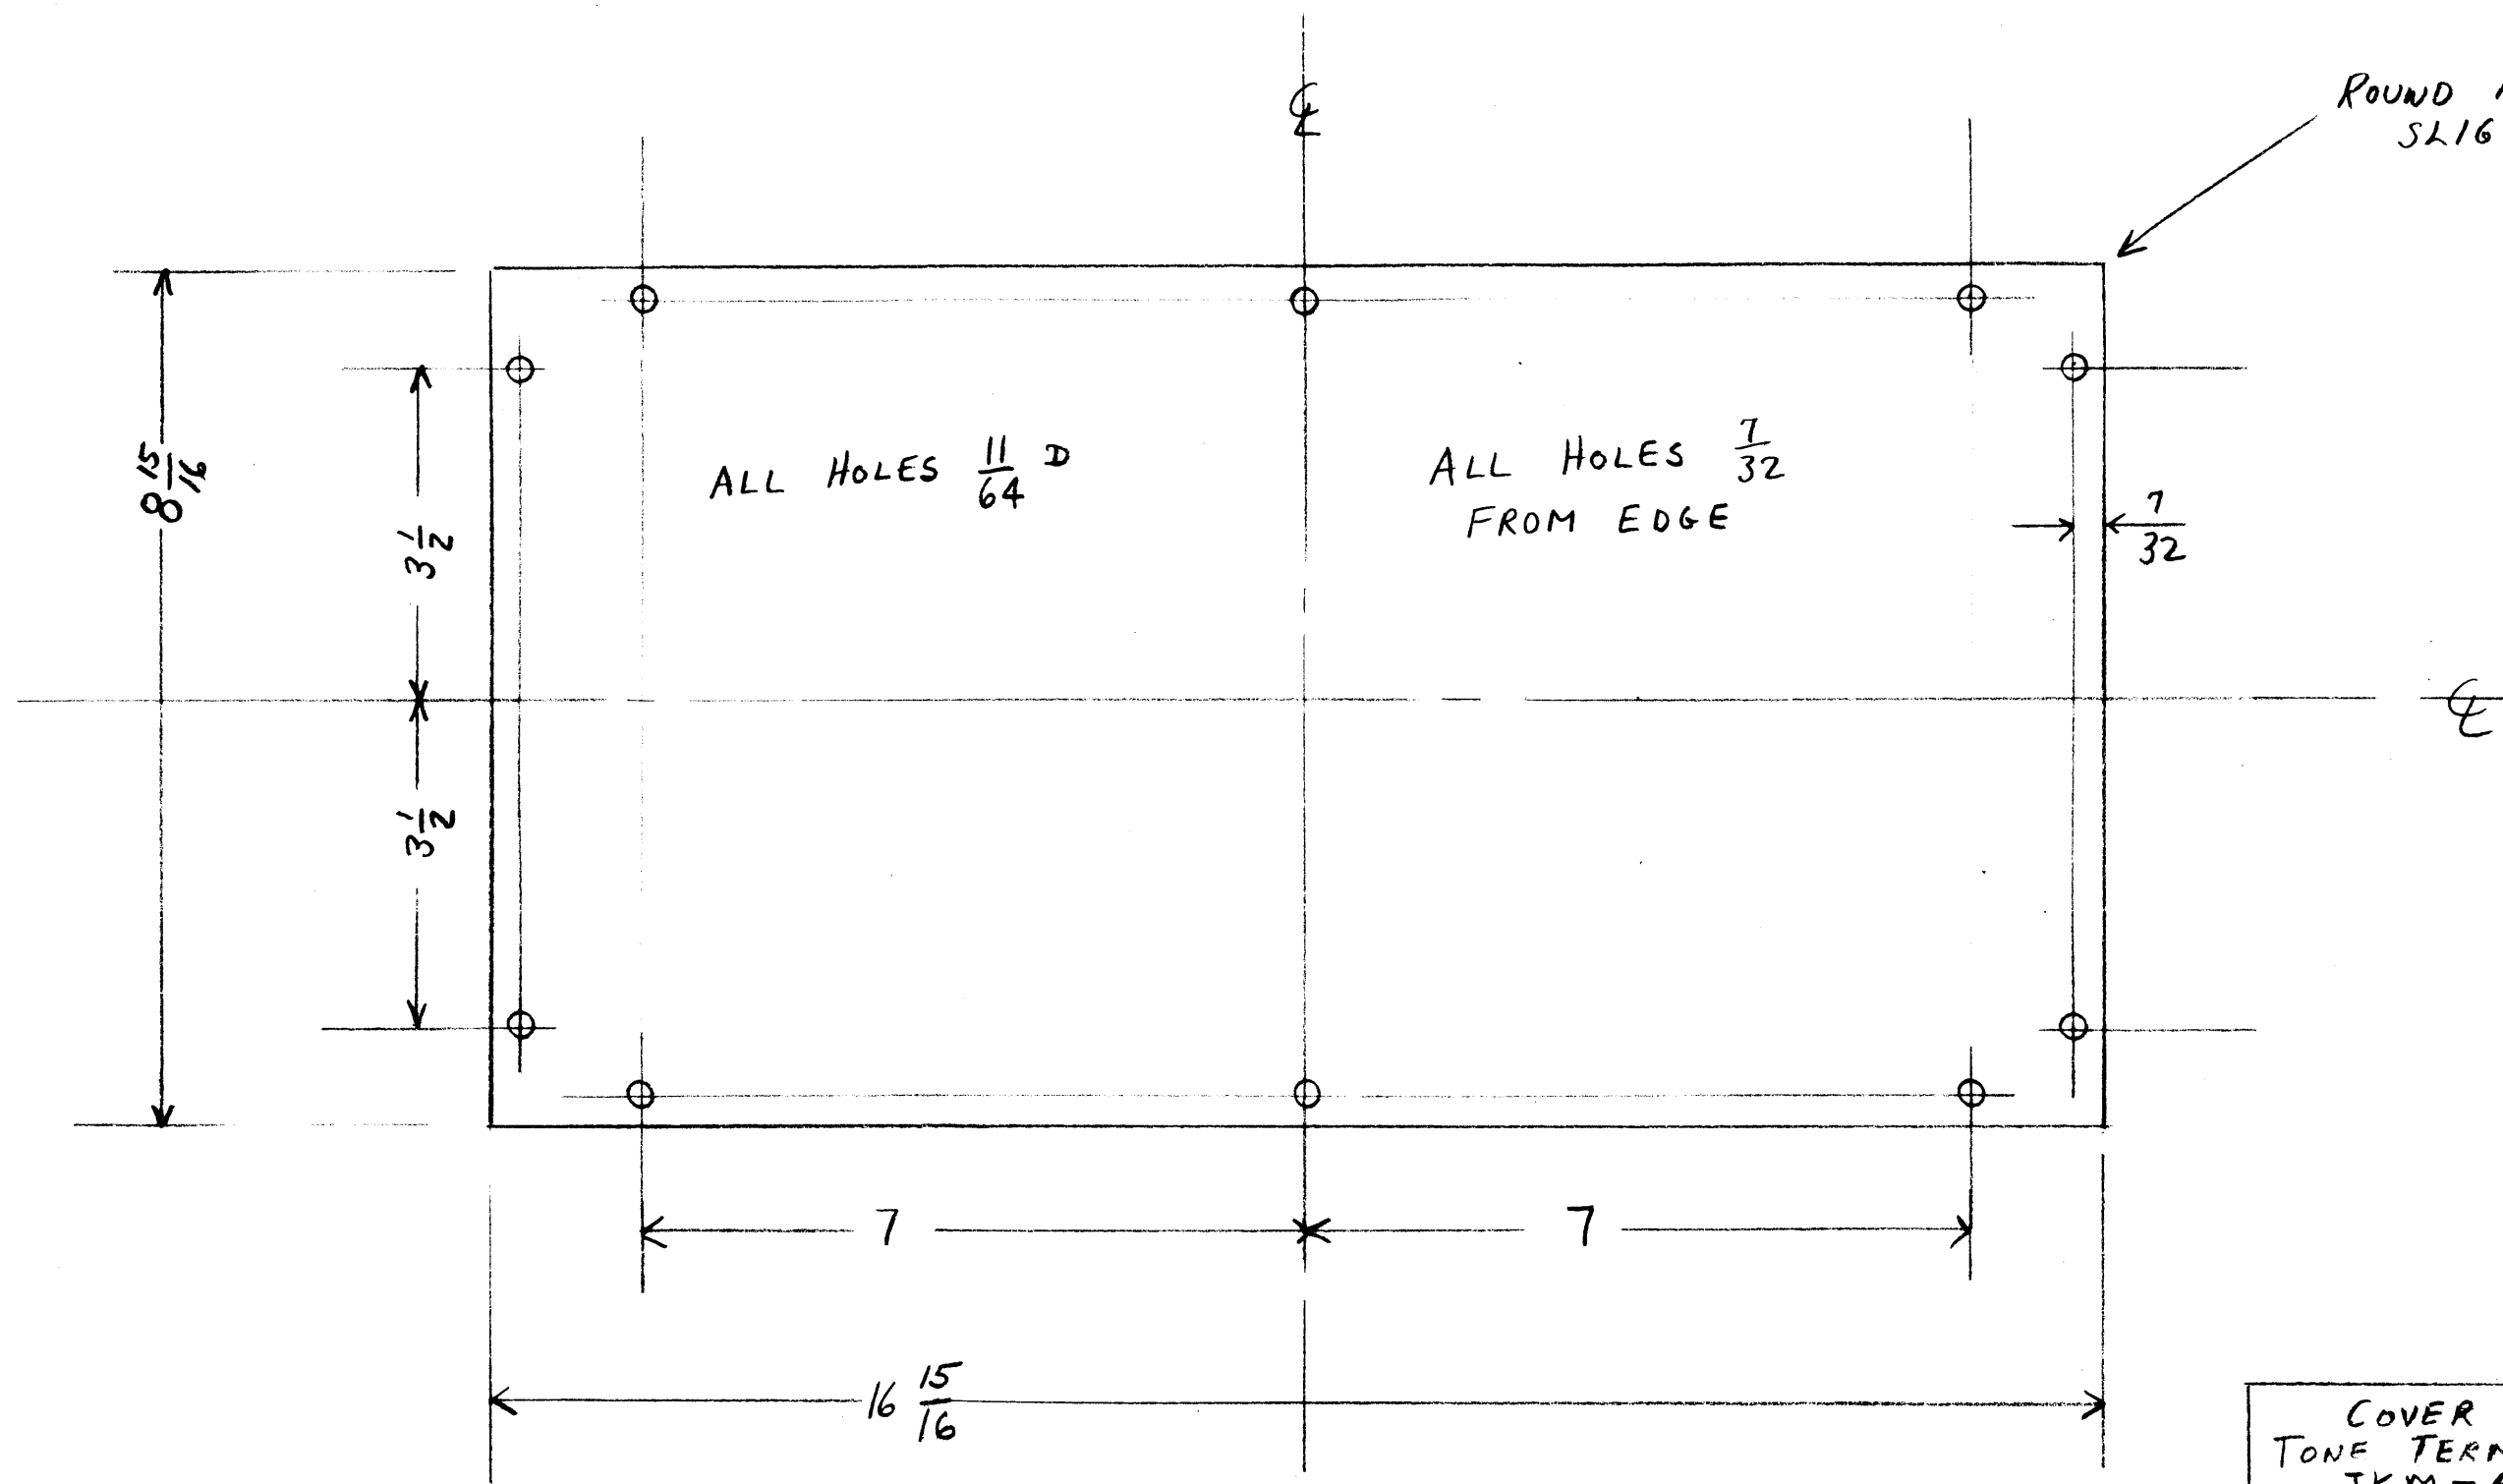 ℄
ROUND
SLIG
8 15/16
3 1/2
ALL HOLES 11/64 D
ALL HOLES 7/32
FROM EDGE
7/32
℄
3 1/2
7
7
16 15/16
COVER
TONE TERM